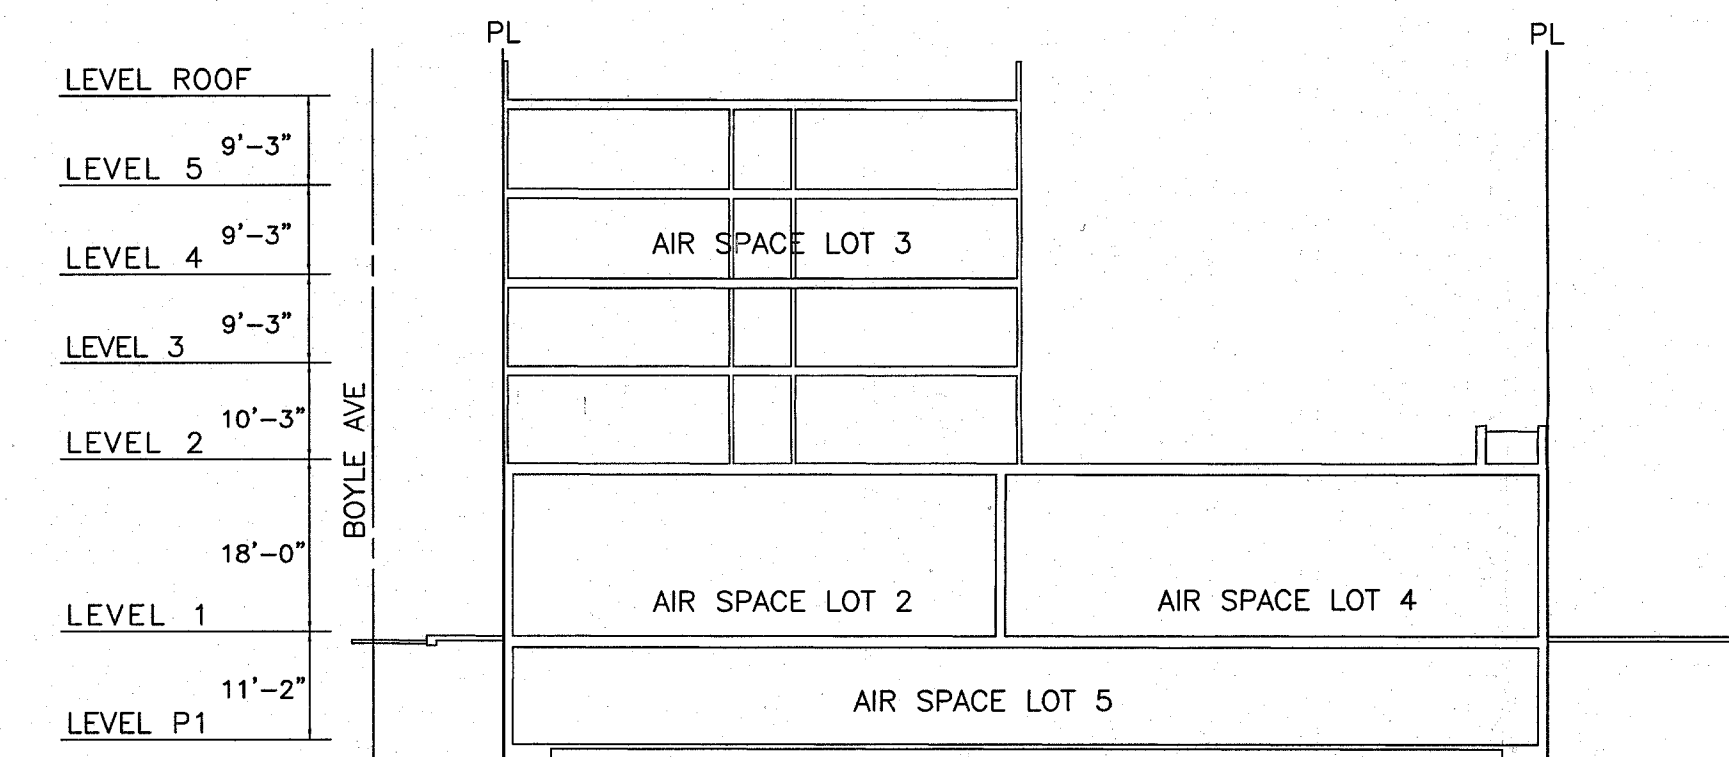 PL
PL
LEVEL ROOF
9'-3"
LEVEL 5
9'-3"
AIR SPACE LOT 3
LEVEL 4
9'-3"
LEVEL 3
10'-3"
LEVEL 2
BOYLE AVE
18'-0"
AIR SPACE LOT 2
AIR SPACE LOT 4
LEVEL 1
11'-2"
AIR SPACE LOT 5
LEVEL P1